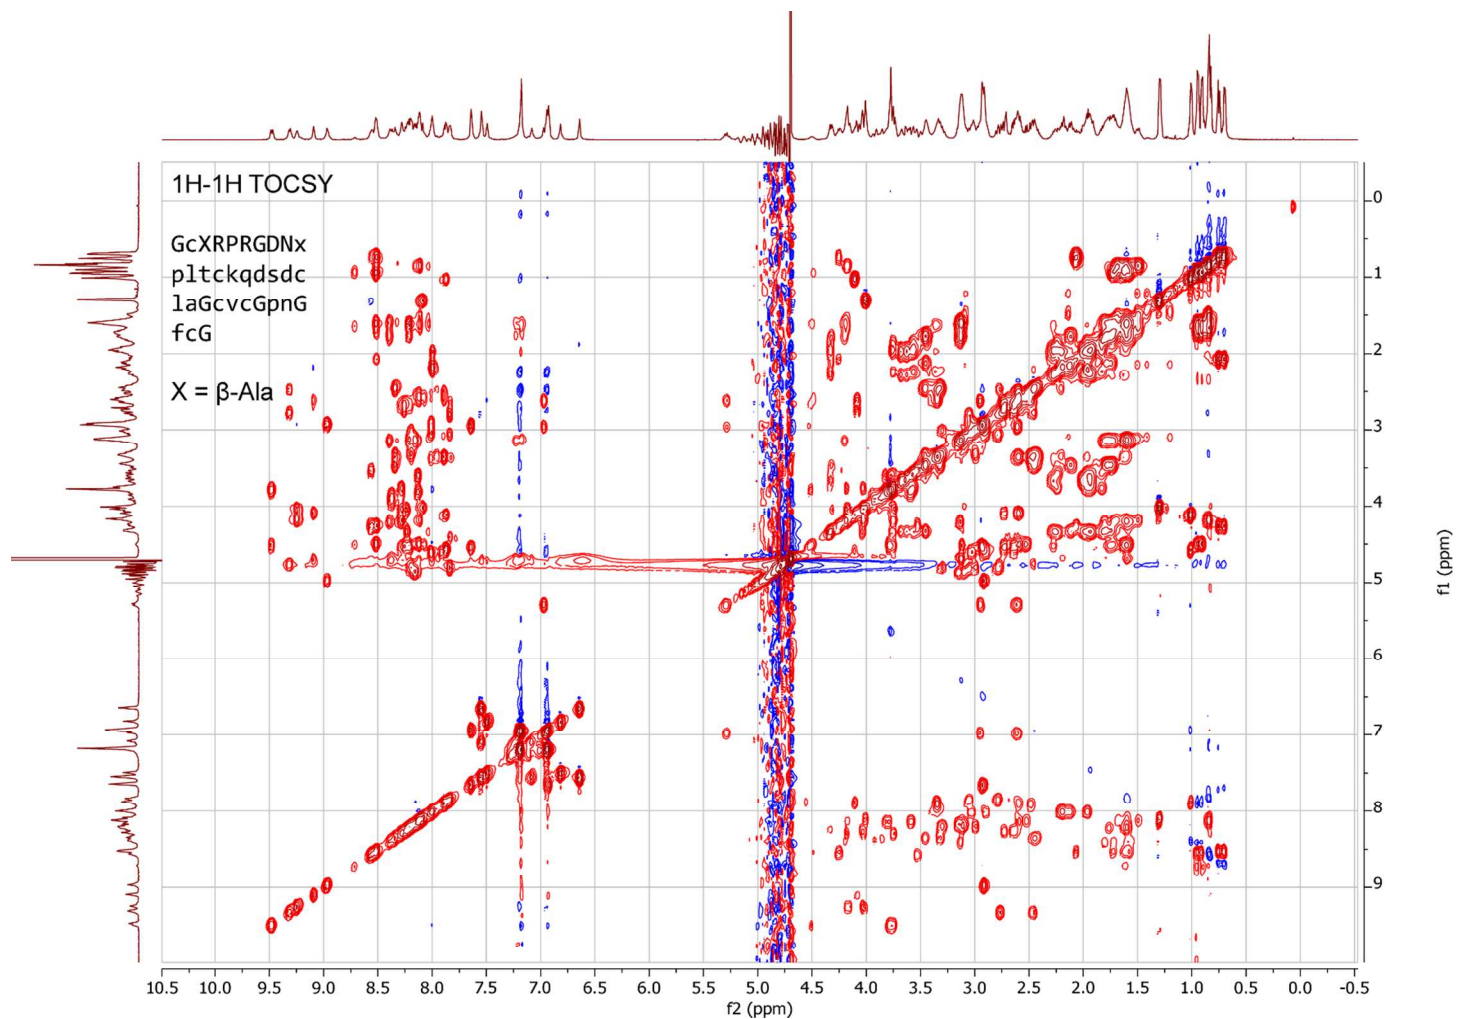 1H-1H TOCSY
GcXRPRGDNx
pltckqdsdc
laGcvcGpnG
fcG
X = β-Ala
0
1
2
3
4
5
6
7
8
9
f1 (ppm)
10.5 10.0 9.5 9.0 8.5 8.0 7.5 7.0 6.5 6.0 5.5 5.0 4.5 4.0 3.5 3.0 2.5 2.0 1.5 1.0 0.5 0.0 -0.5
f2 (ppm)